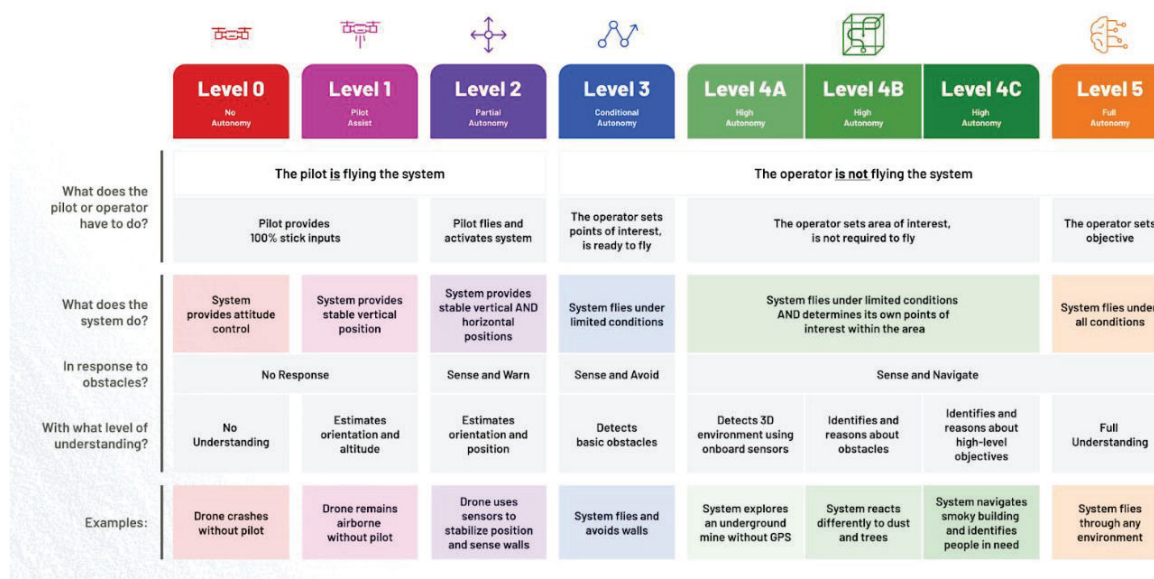 Level 0
No
Autonomy
Level 1
Pilot
Assist
Level 2
Partial
Autonomy
Level 3
Conditional
Autonomy
Level 4A
High
Autonomy
Level 4B
High
Autonomy
Level 4C
High
Autonomy
Level 5
Full
Autonomy
What does the
pilot or operator
have to do?
The pilot is flying the system
The operator is not flying the system
Pilot provides
100% stick inputs
Pilot flies and
activates system
The operator sets
points of interest,
is ready to fly
The operator sets area of interest,
is not required to fly
The operator sets
objective
What does the
system do?
System
provides attitude
control
System provides
stable vertical
position
System provides
stable vertical AND
horizontal
positions
System flies under
limited conditions
System flies under limited conditions
AND determines its own points of
interest within the area
System flies under
all conditions
In response to
obstacles?
No Response
Sense and Warn
Sense and Avoid
Sense and Navigate
With what level of
understanding?
No
Understanding
Estimates
orientation and
altitude
Estimates
orientation and
position
Detects
basic obstacles
Detects 3D
environment using
onboard sensors
Identifies and
reasons about
obstacles
Identifies and
reasons about
high-level
objectives
Full
Understanding
Examples:
Drone crashes
without pilot
Drone remains
airborne
without pilot
Drone uses
sensors to
stabilize position
and sense walls
System flies and
avoids walls
System explores
an underground
mine without GPS
System reacts
differently to dust
and trees
System navigates
smoky building
and identifies
people in need
System flies
through any
environment